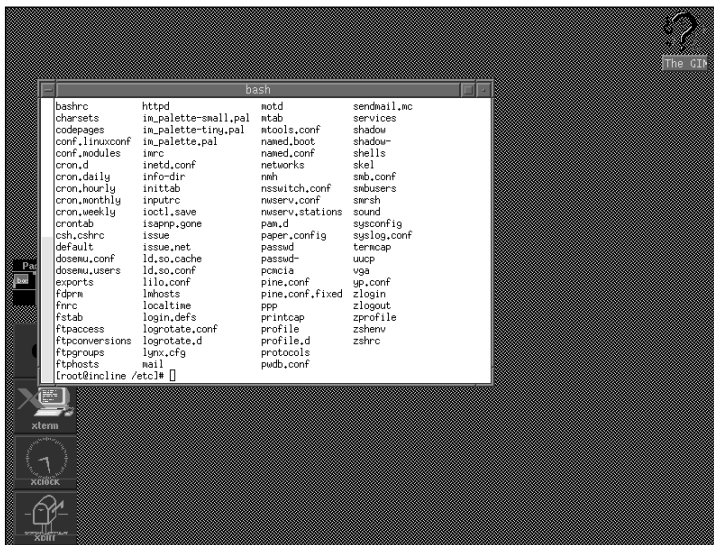 The GIM
bash
bashrc httpd motd sendmail.mc
charsets im_palette-small.pal mtab services
codepages im_palette-tiny.pal mtools.conf shadow
conf.linuxconf im_palette.pal named.boot shadow-
conf.modules imrc named.conf shells
cron.d inetd.conf networks skel
cron.daily info-dir nmh smb.conf
cron.hourly inittab nsswitch.conf smbusers
cron.monthly inputrc nwserv.conf smrsh
cron.weekly ioctl.save nwserv.stations sound
crontab isapnp.gone pam.d sysconfig
csh.cshrc issue paper.config syslog.conf
default issue.net passwd termcap
dosemu.conf ld.so.cache passwd- uucp
dosemu.users ld.so.conf pcmcia vga
exports lilo.conf pine.conf yp.conf
fdprm lmhosts pine.conf.fixed zlogin
fnrc localtime ppp zlogout
fstab login.defs printcap zprofile
ftpaccess logrotate.conf profile zshenv
ftpconversions logrotate.d profile.d zshrc
ftpgroups lynx.cfg protocols
ftphosts mail pwdb.conf
[root@incline /etc]#
xterm
xclock